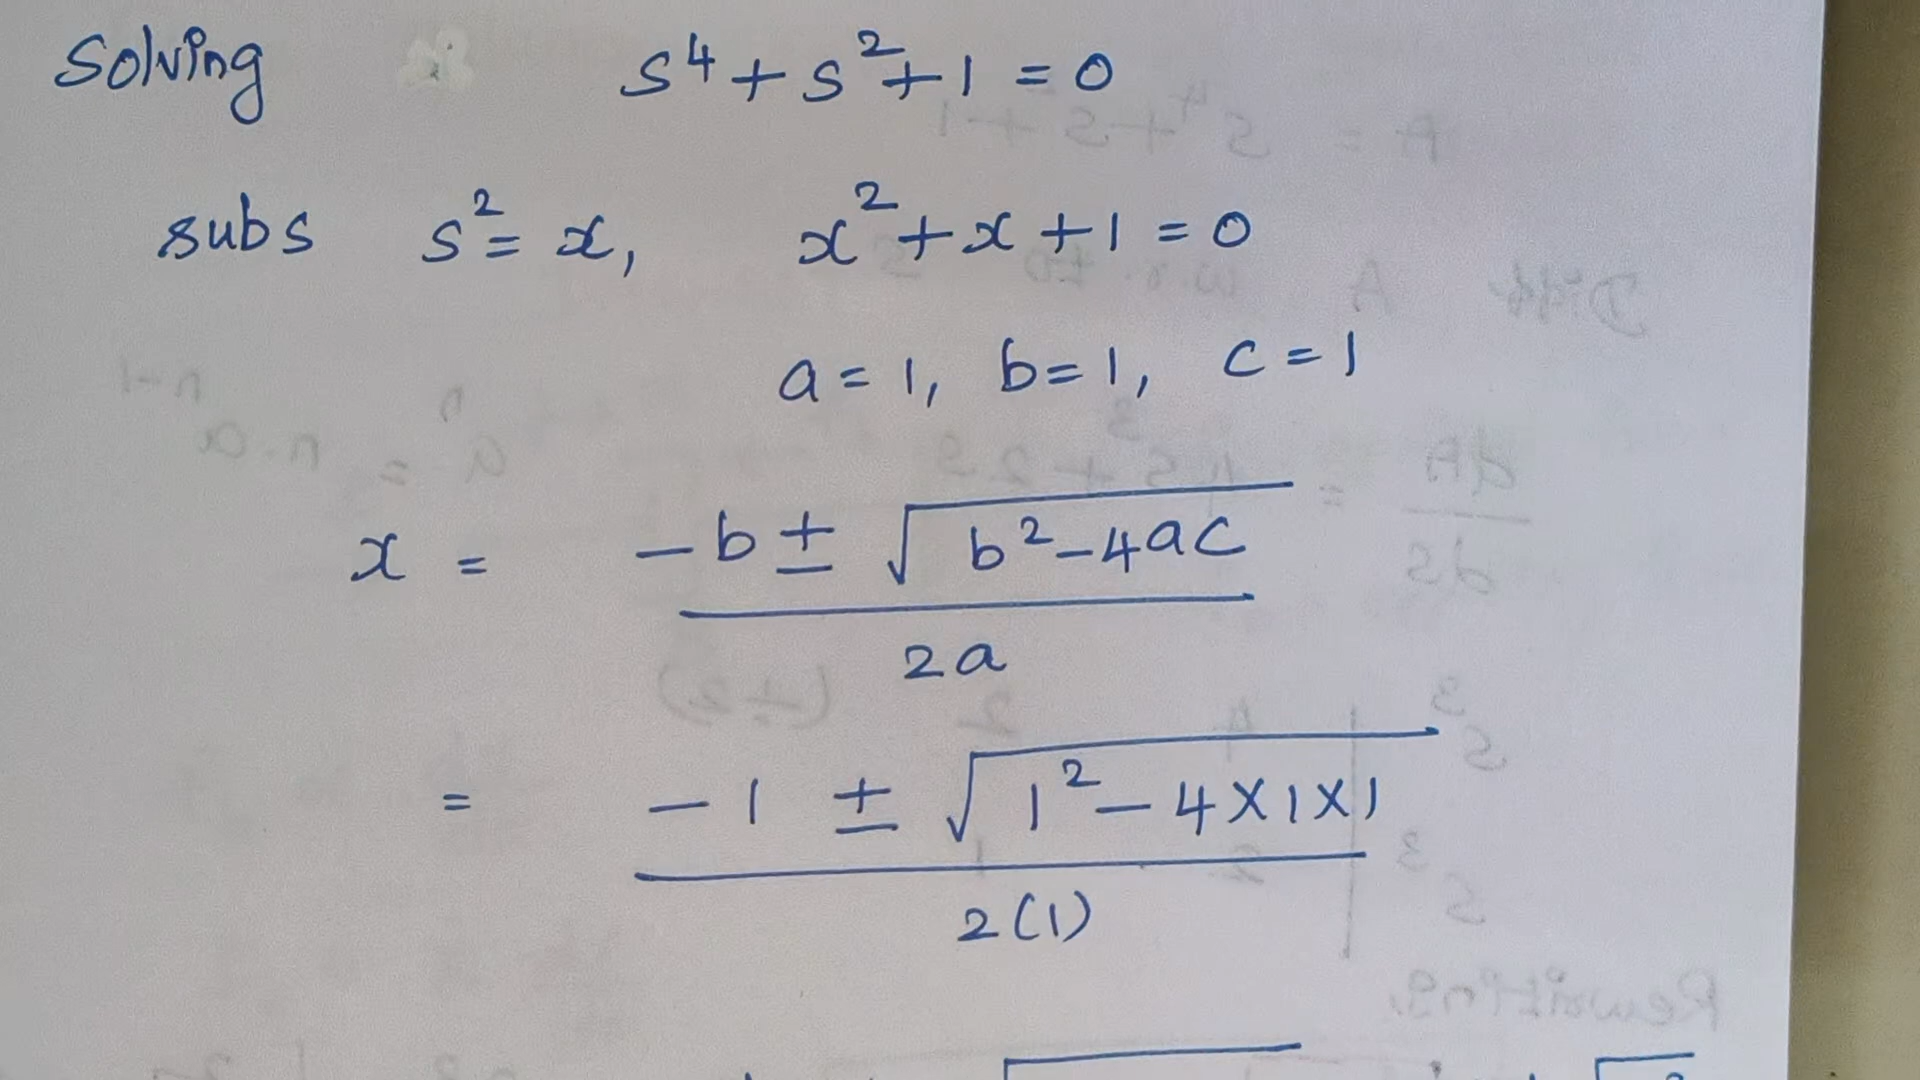 Solving s⁴ + s² + 1 = 0
subs s² = x, x² + x + 1 = 0
a = 1, b = 1, c = 1
x = -b ± √(b² - 4ac) / 2a
= -1 ± √(1² - 4×1×1) / 2(1)